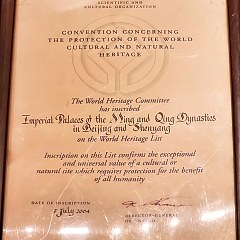 SCIENTIFIC AND
CULTURAL ORGANIZATION
CONVENTION CONCERNING
THE PROTECTION OF THE WORLD
CULTURAL AND NATURAL
HERITAGE
The World Heritage Committee
has inscribed
Imperial Palaces of the Ming and Qing Dynasties
in Beijing and Shenyang
on the World Heritage List
Inscription on this List confirms the exceptional
and universal value of a cultural or
natural site which requires protection for the benefit
of all humanity
DATE OF INSCRIPTION
1 July 2004
DIRECTOR-GENERAL
OF UNESCO